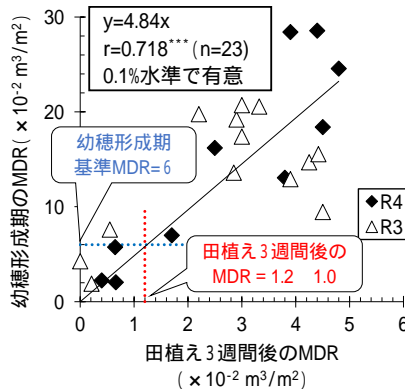 30
20
10
0
y=4.84x
r=0.718*** (n=23)
0.1%水準で有意
幼穂形成期
基準MDR=6
◆R4
△R3
田植え3週間後の
MDR=1.2 1.0
0 1 2 3 4 5 6
田植え3週間後のMDR
(×10⁻² m³/m²)
幼穂形成期のMDR
(×10⁻² m³/m²)